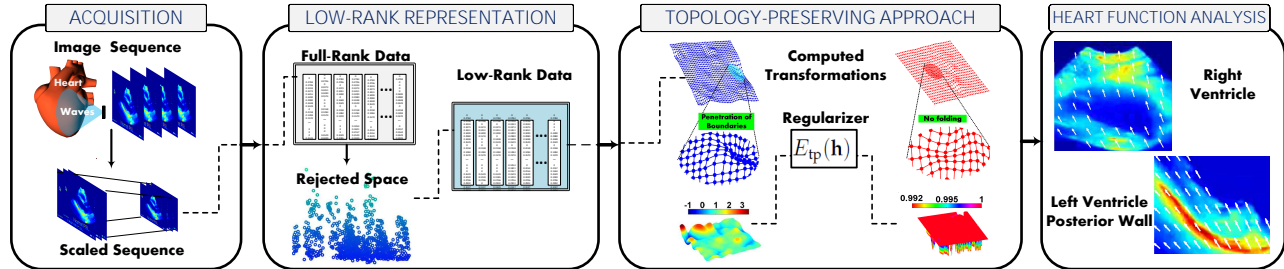 ACQUISITION
Image Sequence
Heart
Waves
Scaled Sequence
LOW-RANK REPRESENTATION
Full-Rank Data
Low-Rank Data
Rejected Space
TOPOLOGY-PRESERVING APPROACH
Computed
Transformations
Penetration of
Boundaries
No folding
Regularizer
E_tp(h)
-1 0 1 2 3
0.992 0.995 1
HEART FUNCTION ANALYSIS
Right
Ventricle
Left Ventricle
Posterior Wall